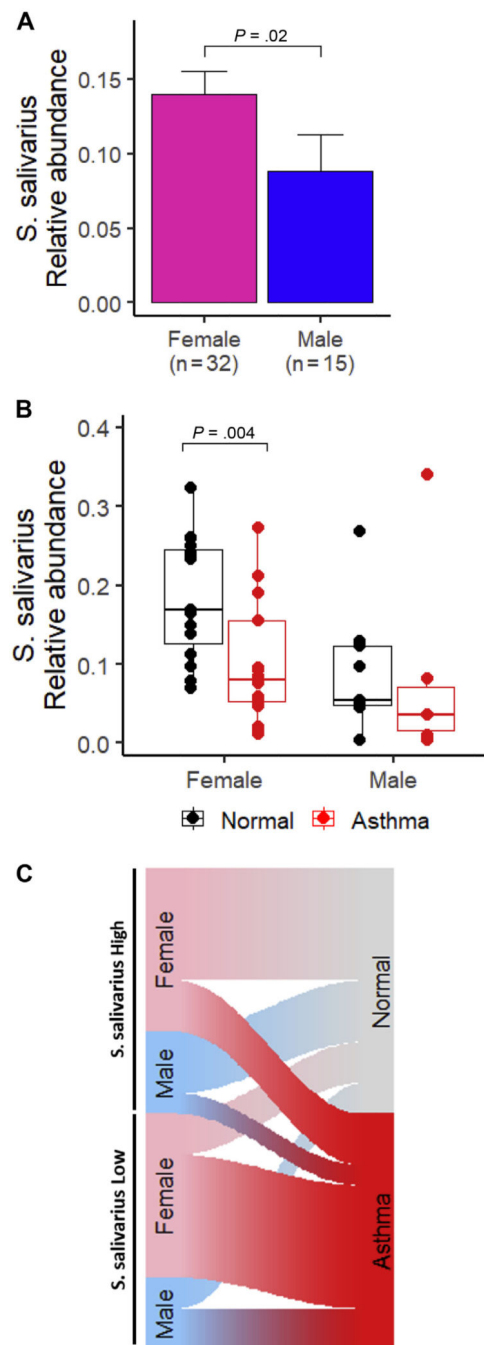 A
P = .02
S. salivarius
Relative abundance
0.15
0.10
0.05
0.00
Female
(n = 32)
Male
(n = 15)
B
P = .004
S. salivarius
Relative abundance
0.4
0.3
0.2
0.1
0.0
Female
Male
Normal
Asthma
C
S. salivarius High
Female
Male
S. salivarius Low
Female
Male
Normal
Asthma